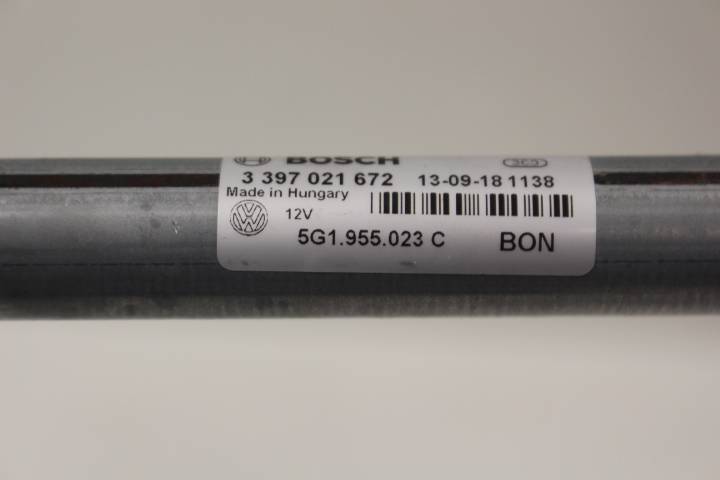 BOSCH
3 397 021 672 13-09-18 1138
Made in Hungary
12V
5G1.955.023 C BON